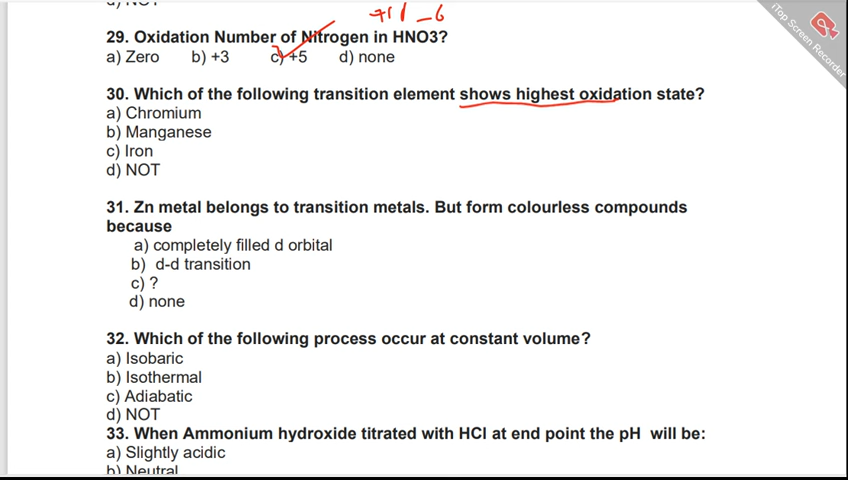 d) NOT
+1 -6
29. Oxidation Number of Nitrogen in HNO3?
a) Zero b) +3 c) +5 d) none
30. Which of the following transition element shows highest oxidation state?
a) Chromium
b) Manganese
c) Iron
d) NOT
31. Zn metal belongs to transition metals. But form colourless compounds
because
a) completely filled d orbital
b) d-d transition
c) ?
d) none
32. Which of the following process occur at constant volume?
a) Isobaric
b) Isothermal
c) Adiabatic
d) NOT
33. When Ammonium hydroxide titrated with HCl at end point the pH will be:
a) Slightly acidic
b) Neutral
iTop Screen Recorder